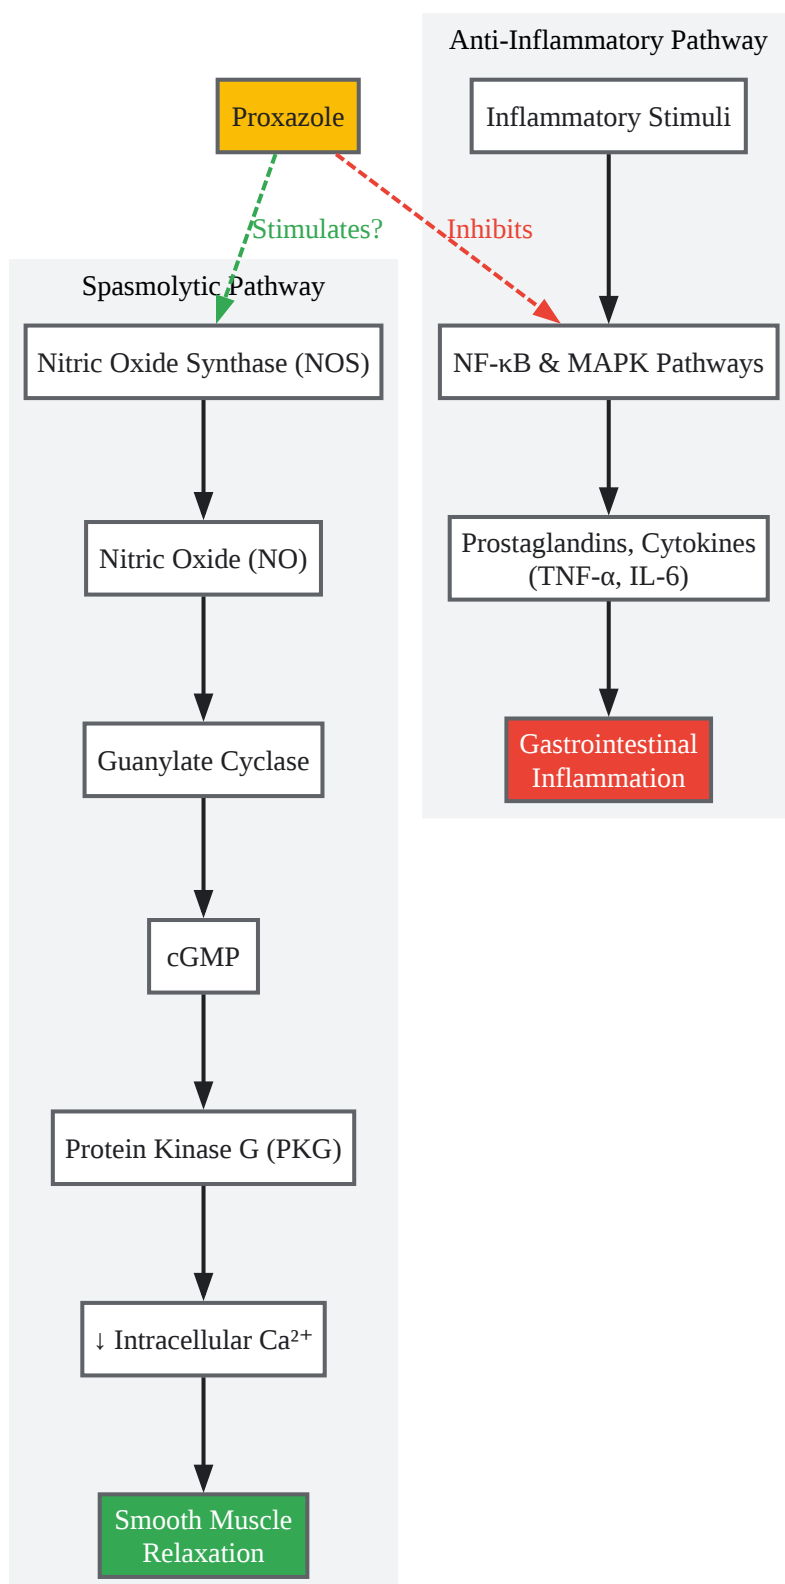 Anti-Inflammatory Pathway
Proxazole
Inflammatory Stimuli
Stimulates?
Inhibits
Spasmolytic Pathway
Nitric Oxide Synthase (NOS)
NF-κB & MAPK Pathways
Nitric Oxide (NO)
Prostaglandins, Cytokines
(TNF-α, IL-6)
Guanylate Cyclase
Gastrointestinal
Inflammation
cGMP
Protein Kinase G (PKG)
↓ Intracellular Ca²⁺
Smooth Muscle
Relaxation